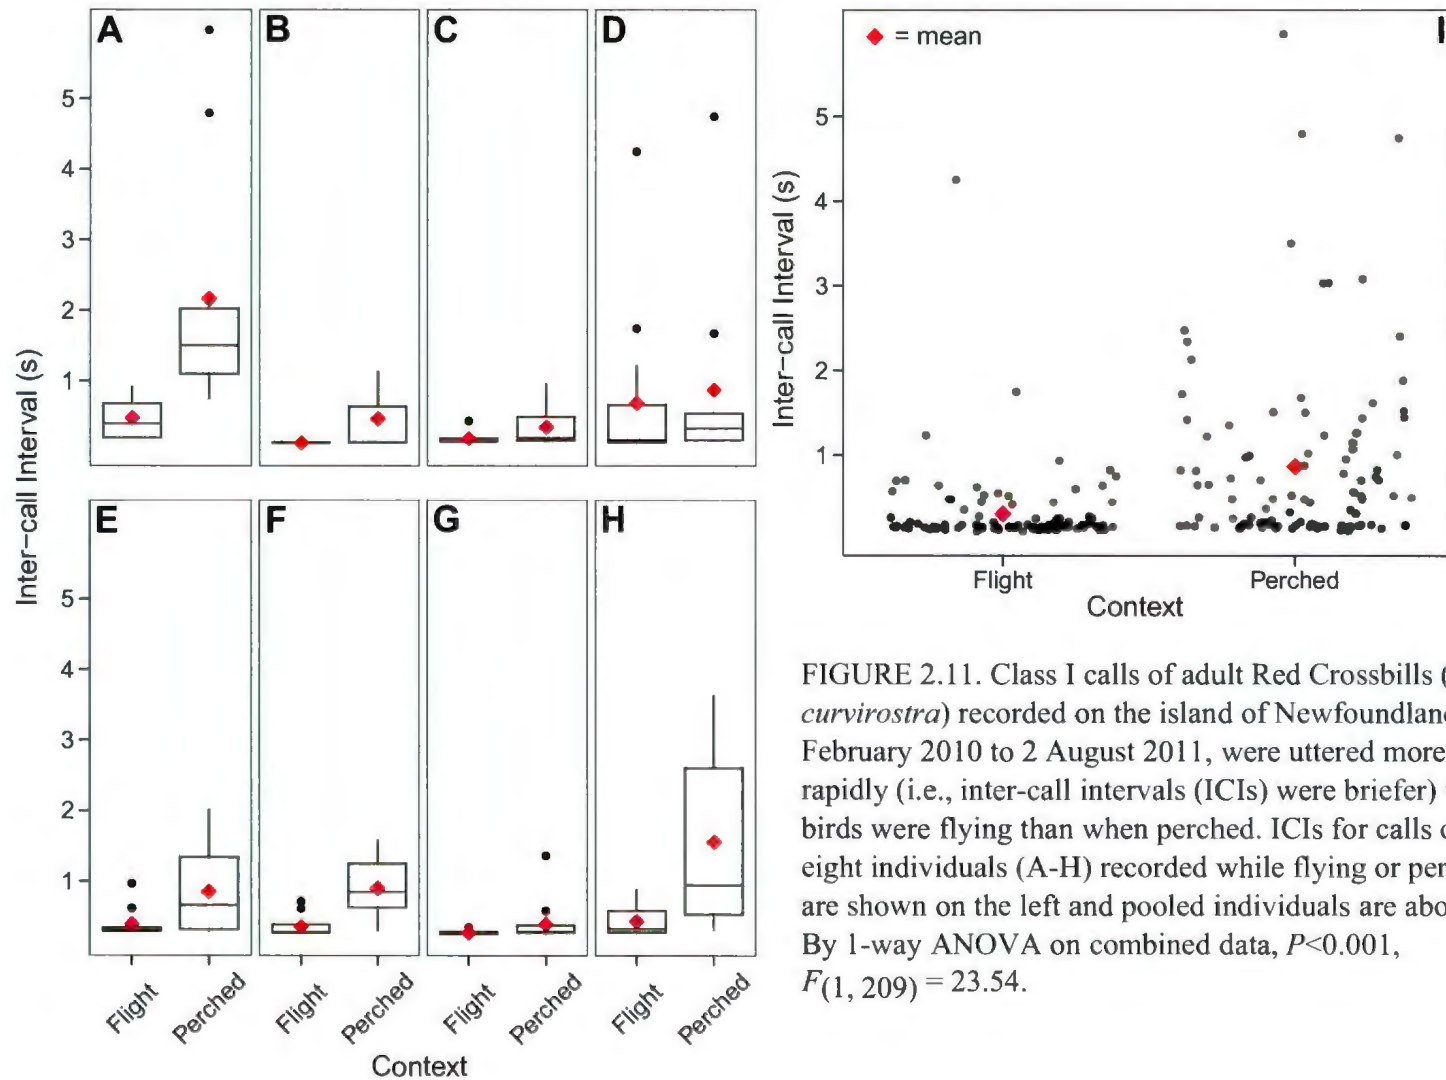 A
B
C
D
Inter-call Interval (s)
5
4
3
2
1
E
F
G
H
5
4
3
2
1
Flight
Perched
Flight
Perched
Flight
Perched
Flight
Perched
Context
= mean
Inter-call Interval (s)
5
4
3
2
1
Flight
Perched
Context
FIGURE 2.11. Class I calls of adult Red Crossbills (
curvirostra) recorded on the island of
February 2010 to 2 August 2011, were uttered more
rapidly (i.e., inter-call intervals (ICIs) were briefer)
birds were flying than when perched. ICIs for calls
eight individuals (A-H) recorded while flying or
are shown on the left and pooled individuals are
By 1-way ANOVA on combined data, P<0.001,
F(1, 209) = 23.54.